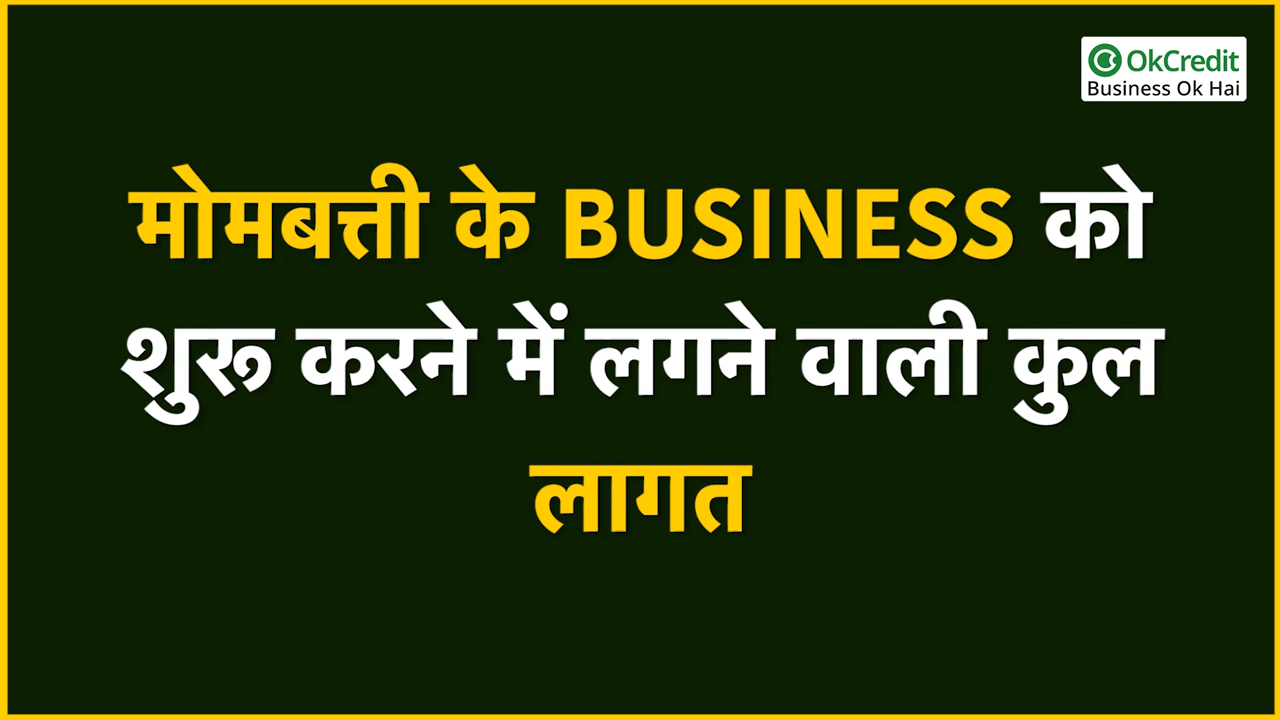 OkCredit
Business Ok Hai
मोमबत्ती के BUSINESS को
शुरू करने में लगने वाली कुल
लागत